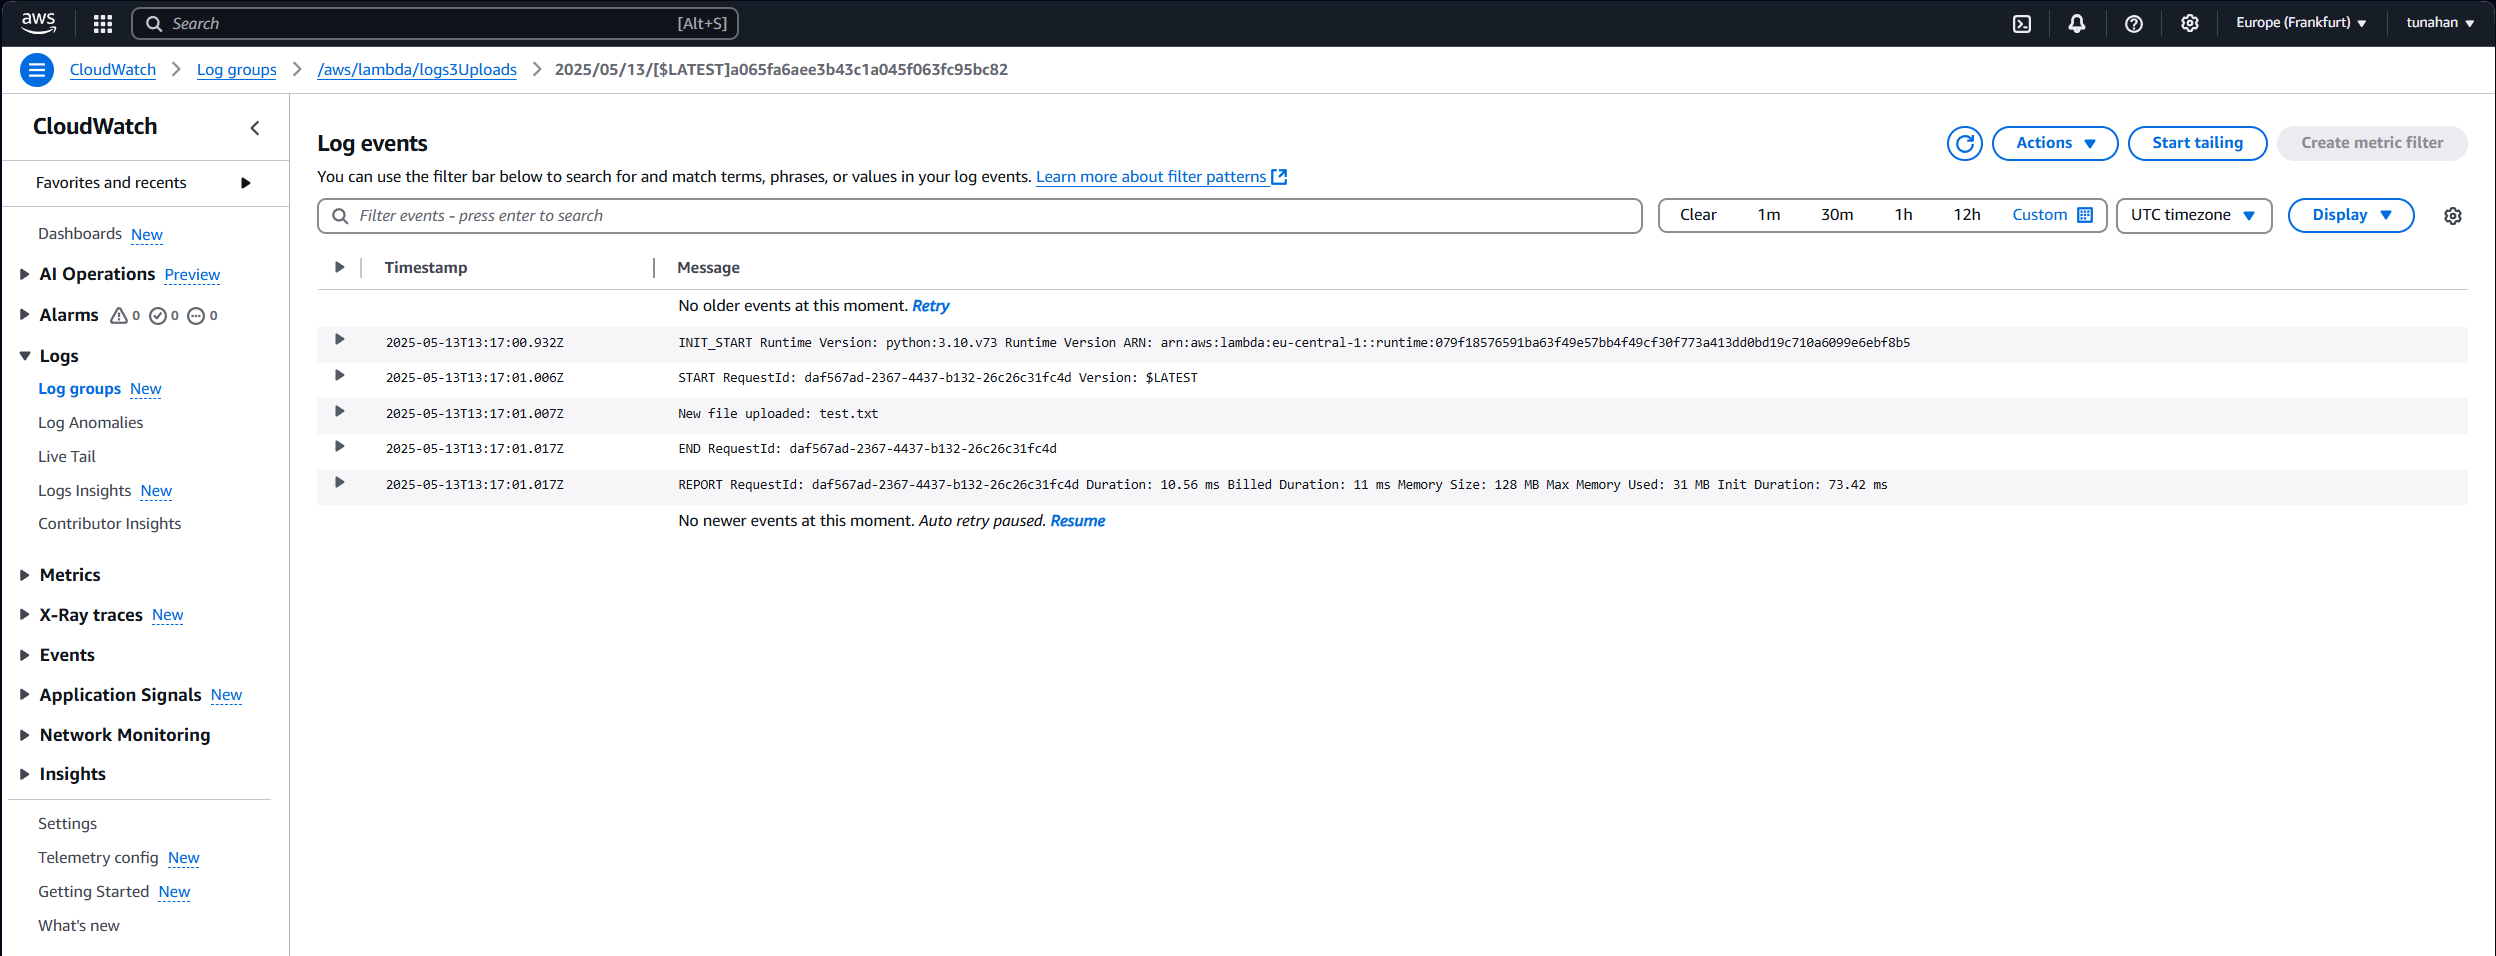 aws Search [Alt+S] Europe (Frankfurt) tunahan
CloudWatch > Log groups > /aws/lambda/logs3Uploads > 2025/05/13/[$LATEST]a065fa6aee3b43c1a045f063fc95bc82
CloudWatch
Favorites and recents
Dashboards New
AI Operations Preview
Alarms 0 0 0
Logs
Log groups New
Log Anomalies
Live Tail
Logs Insights New
Contributor Insights
Metrics
X-Ray traces New
Events
Application Signals New
Network Monitoring
Insights
Settings
Telemetry config New
Getting Started New
What's new
Log events
Actions Start tailing Create metric filter
You can use the filter bar below to search for and match terms, phrases, or values in your log events. Learn more about filter patterns
Filter events - press enter to search Clear 1m 30m 1h 12h Custom UTC timezone Display
Timestamp Message
No older events at this moment. Retry
2025-05-13T13:17:00.932Z INIT_START Runtime Version: python:3.10.v73 Runtime Version ARN: arn:aws:lambda:eu-central-1::runtime:079f18576591ba63f49e57bb4f49cf30f773a413dd0bd19c710a6099e6ebf8b5
2025-05-13T13:17:01.006Z START RequestId: daf567ad-2367-4437-b132-26c26c31fc4d Version: $LATEST
2025-05-13T13:17:01.007Z New file uploaded: test.txt
2025-05-13T13:17:01.017Z END RequestId: daf567ad-2367-4437-b132-26c26c31fc4d
2025-05-13T13:17:01.017Z REPORT RequestId: daf567ad-2367-4437-b132-26c26c31fc4d Duration: 10.56 ms Billed Duration: 11 ms Memory Size: 128 MB Max Memory Used: 31 MB Init Duration: 73.42 ms
No newer events at this moment. Auto retry paused. Resume